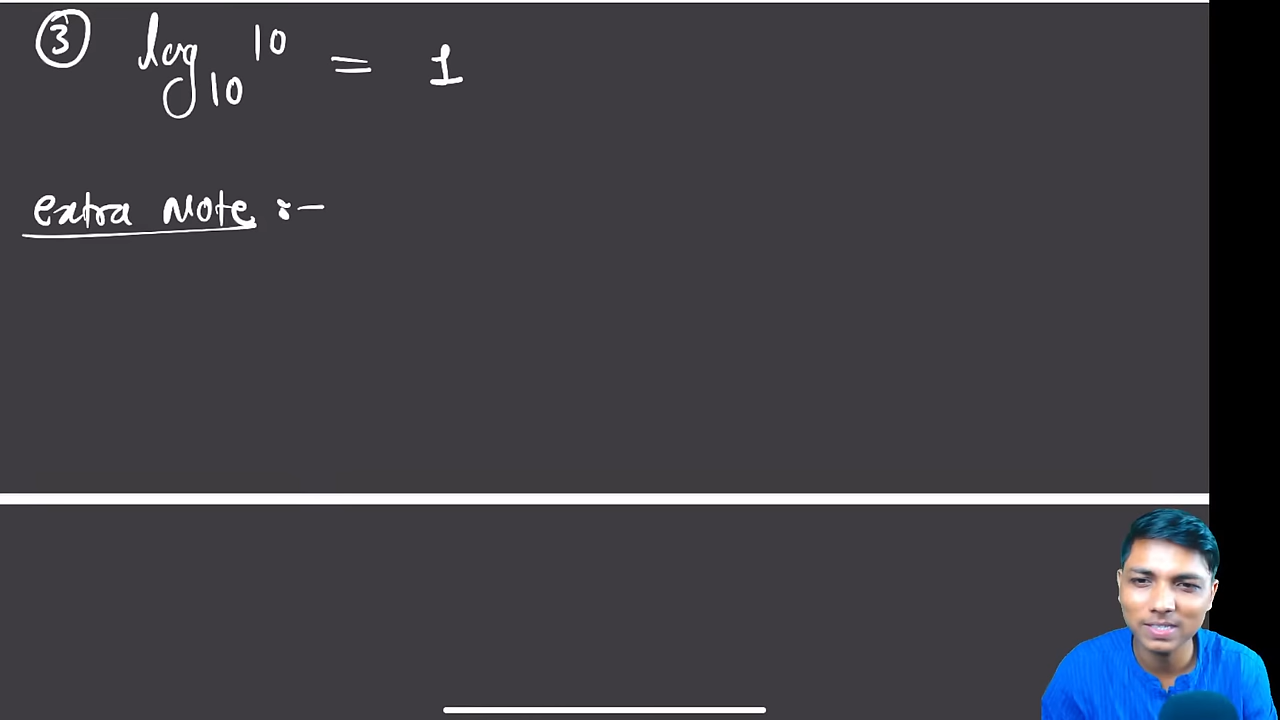 ③ log₁₀ 10 = 1
extra Note :-